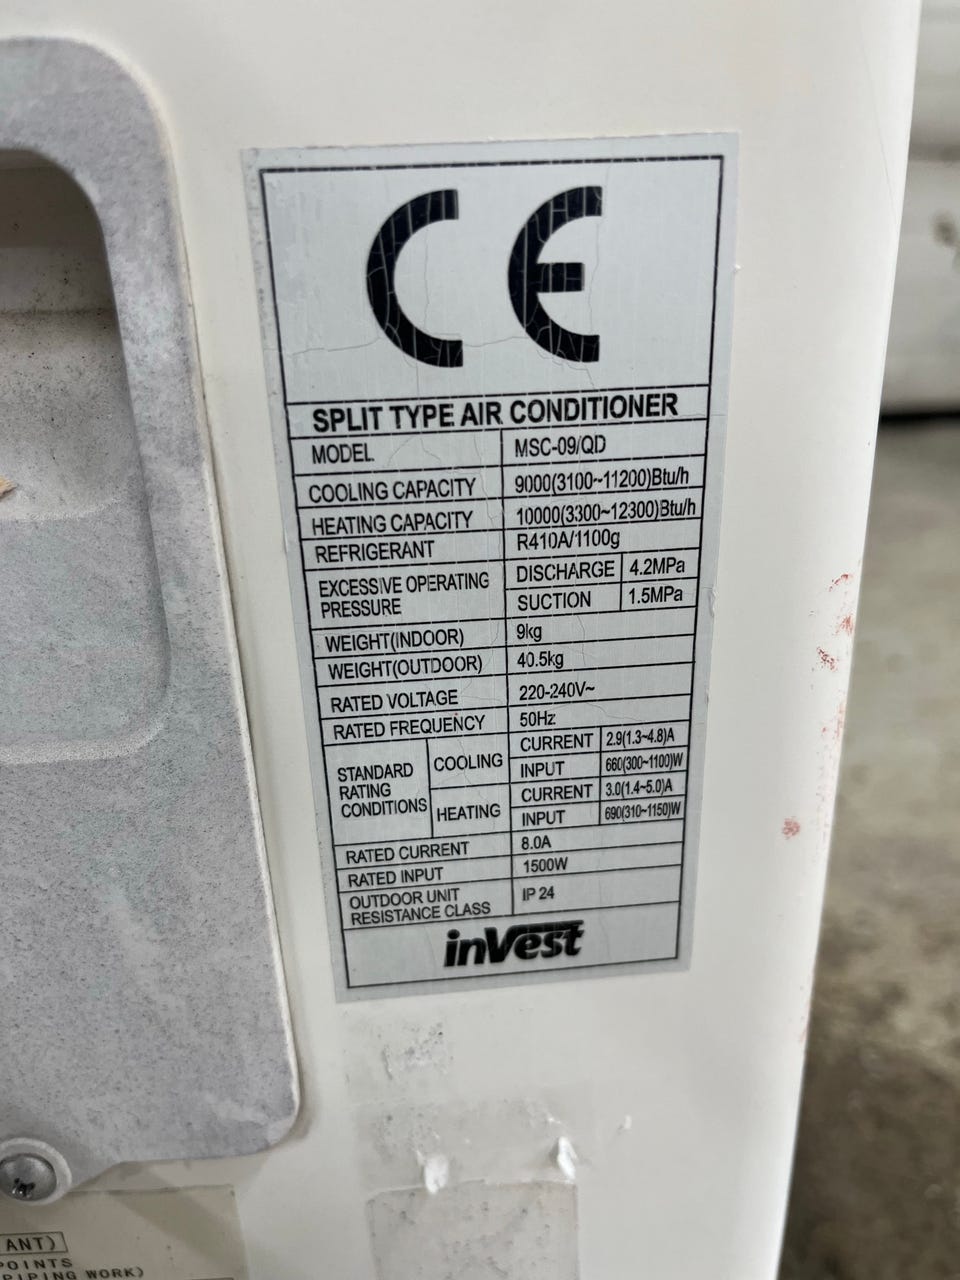 CE
SPLIT TYPE AIR CONDITIONER
MODEL MSC-09/QD
COOLING CAPACITY 9000(3100~11200)Btu/h
HEATING CAPACITY 10000(3300~12300)Btu/h
REFRIGERANT R410A/1100g
EXCESSIVE OPERATING PRESSURE DISCHARGE 4.2MPa
SUCTION 1.5MPa
WEIGHT(INDOOR) 9kg
WEIGHT(OUTDOOR) 40.5kg
RATED VOLTAGE 220-240V~
RATED FREQUENCY 50Hz
STANDARD RATING CONDITIONS COOLING CURRENT 2.9(1.3~4.8)A
INPUT 660(300~1100)W
HEATING CURRENT 3.0(1.4~5.0)A
INPUT 690(310~1150)W
RATED CURRENT 8.0A
RATED INPUT 1500W
OUTDOOR UNIT RESISTANCE CLASS IP 24
inVest
ANT)
POINTS
PIPING WORK)